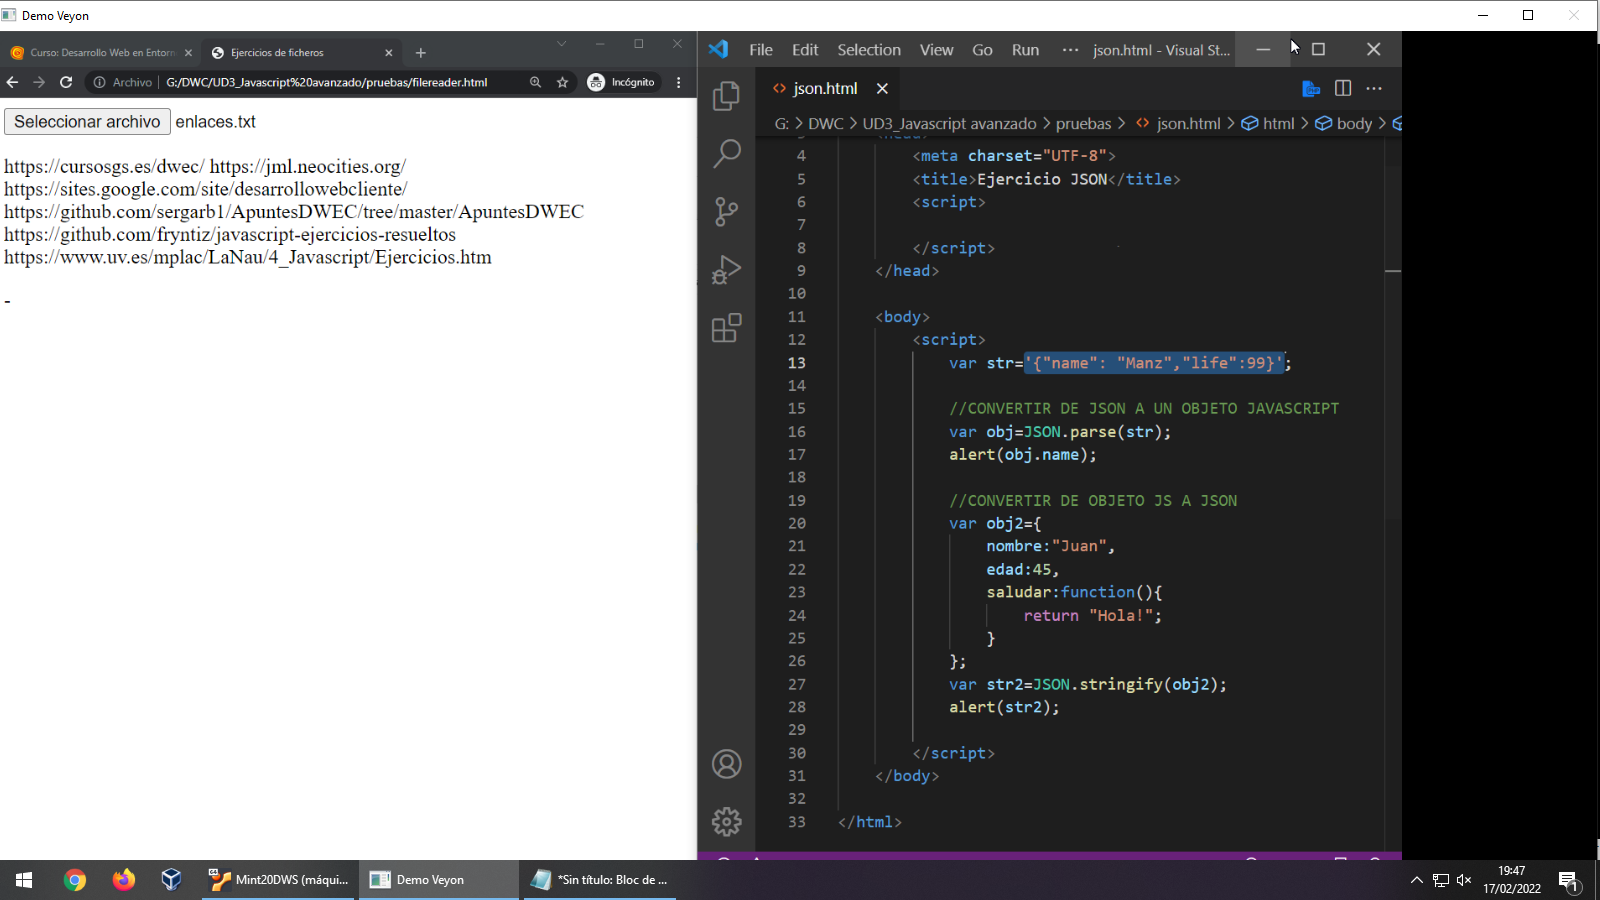 Demo Veyon
Curso: Desarrollo Web en Entorn
Ejercicios de ficheros
Archivo
G:/DWC/UD3_Javascript%20avanzado/pruebas/filereader.html
Incógnito
Seleccionar archivo
enlaces.txt
https://cursosgs.es/dwec/ https://jml.neocities.org/
https://sites.google.com/site/desarrollowebcliente/
https://github.com/sergarb1/ApuntesDWEC/tree/master/ApuntesDWEC
https://github.com/fryntiz/javascript-ejercicios-resueltos
https://www.uv.es/mplac/LaNau/4_Javascript/Ejercicios.htm
-
File Edit Selection View Go Run ··· json.html - Visual St...
json.html
G: > DWC > UD3_Javascript avanzado > pruebas > json.html > html > body >
3 <head>
4 <meta charset="UTF-8">
5 <title>Ejercicio JSON</title>
6 <script>
7
8 </script>
9 </head>
10
11 <body>
12 <script>
13 var str='{"name": "Manz","life":99}';
14
15 //CONVERTIR DE JSON A UN OBJETO JAVASCRIPT
16 var obj=JSON.parse(str);
17 alert(obj.name);
18
19 //CONVERTIR DE OBJETO JS A JSON
20 var obj2={
21 nombre:"Juan",
22 edad:45,
23 saludar:function(){
24 return "Hola!";
25 }
26 };
27 var str2=JSON.stringify(obj2);
28 alert(str2);
29
30 </script>
31 </body>
32
33 </html>
Mint20DWS (máqui...
Demo Veyon
*Sin título: Bloc de ...
19:47
17/02/2022
1